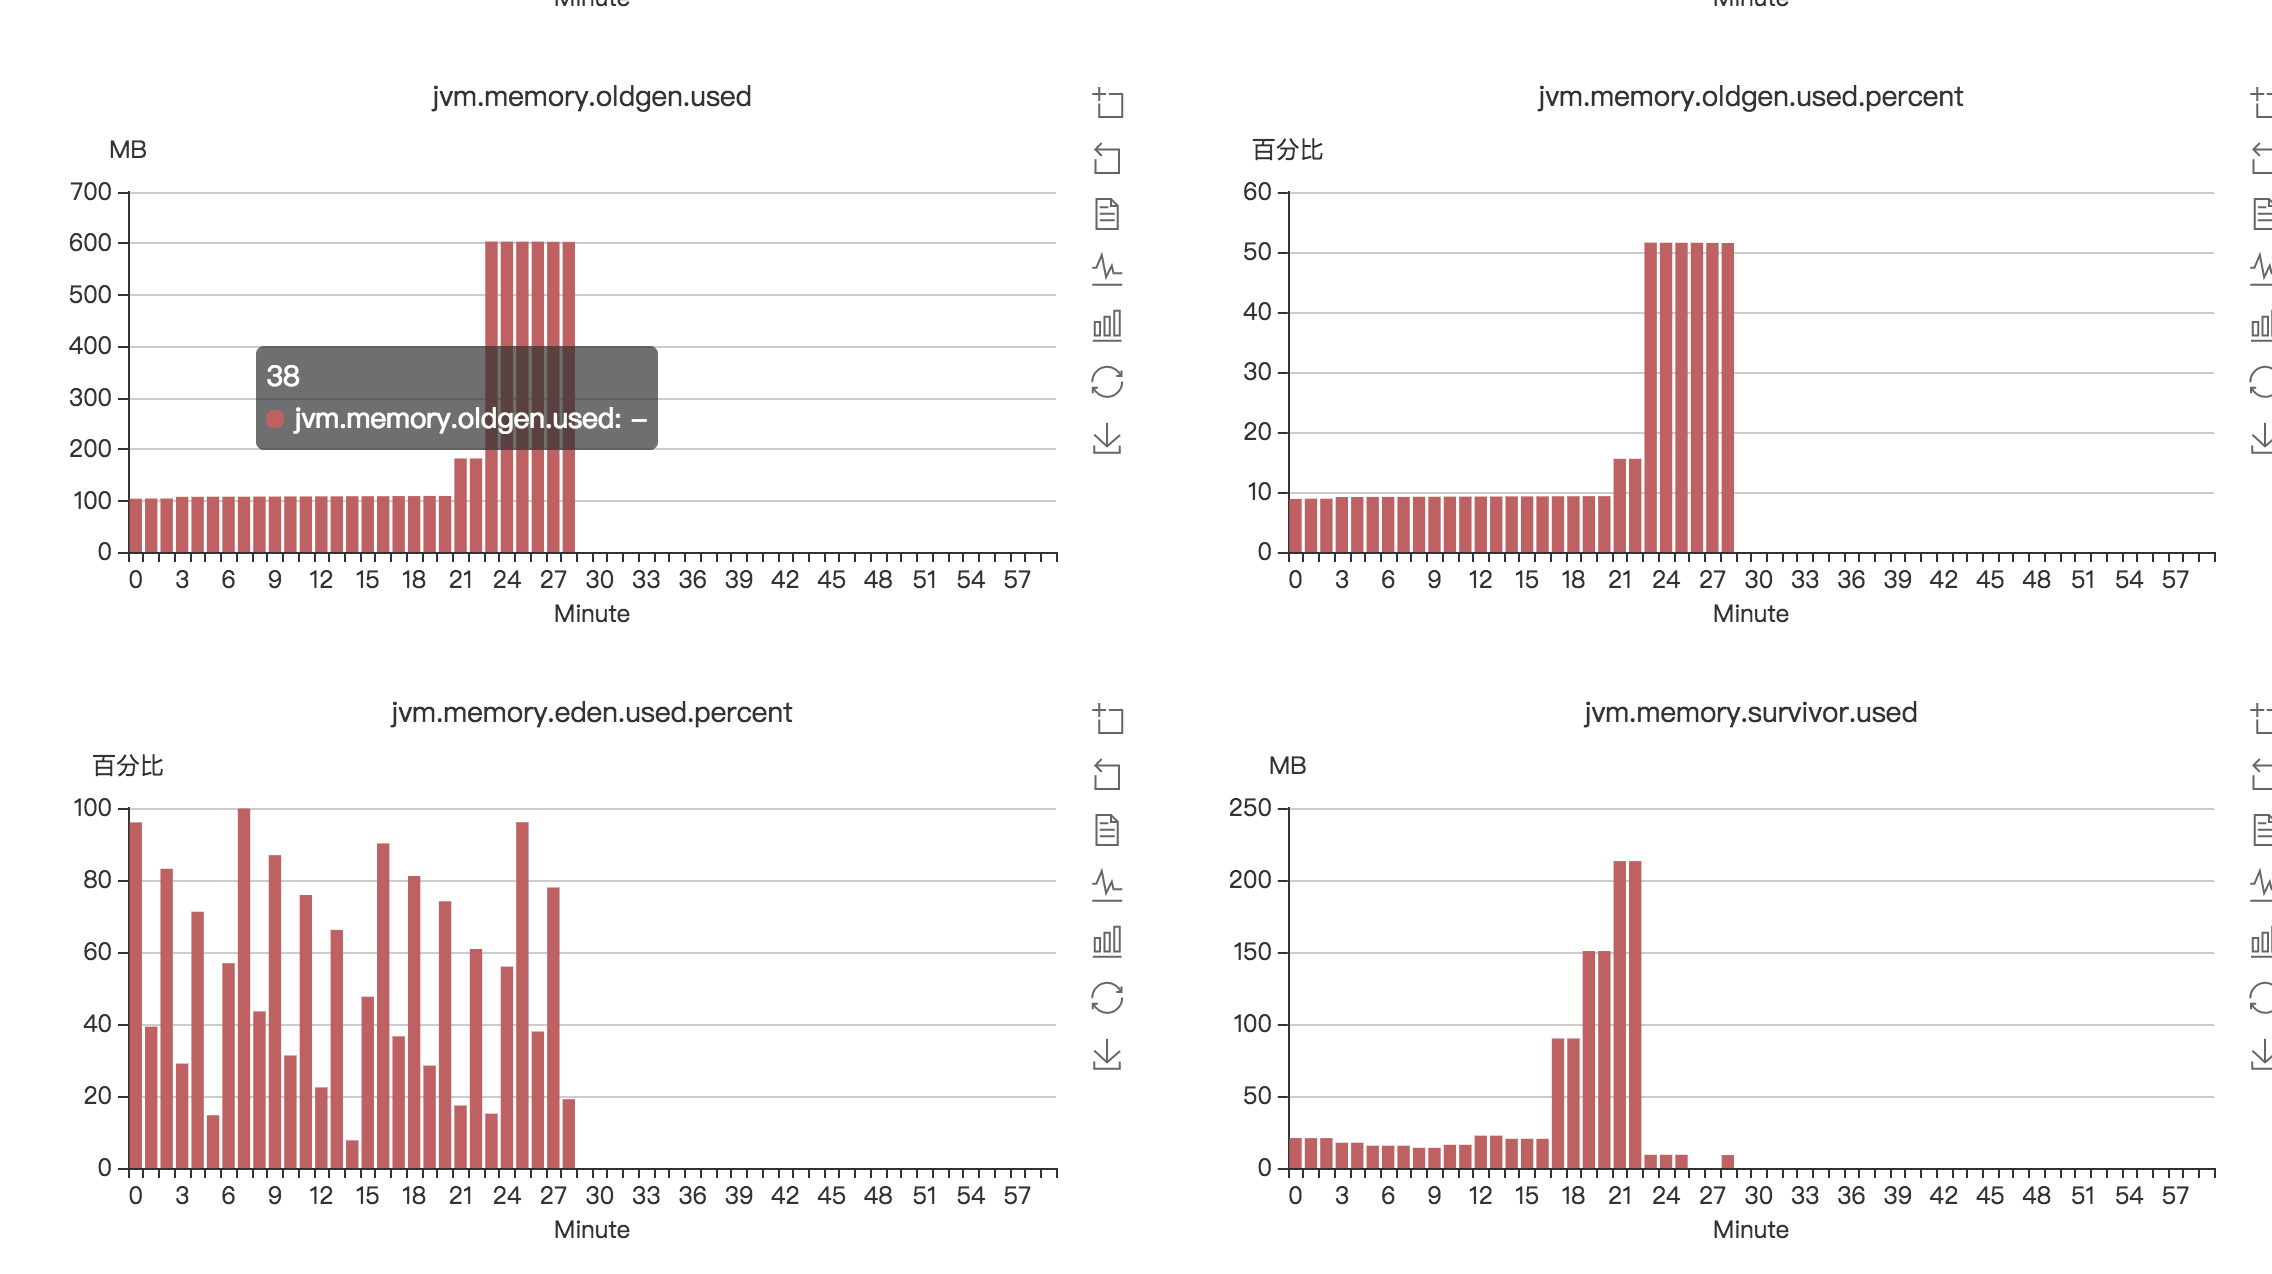 Minute
Minute
jvm.memory.oldgen.used
MB
700
600
500
400
300
200
100
0
38
jvm.memory.oldgen.used: –
0 3 6 9 12 15 18 21 24 27 30 33 36 39 42 45 48 51 54 57
Minute
jvm.memory.oldgen.used.percent
百分比
60
50
40
30
20
10
0
0 3 6 9 12 15 18 21 24 27 30 33 36 39 42 45 48 51 54 57
Minute
jvm.memory.eden.used.percent
百分比
100
80
60
40
20
0
0 3 6 9 12 15 18 21 24 27 30 33 36 39 42 45 48 51 54 57
Minute
jvm.memory.survivor.used
MB
250
200
150
100
50
0
0 3 6 9 12 15 18 21 24 27 30 33 36 39 42 45 48 51 54 57
Minute